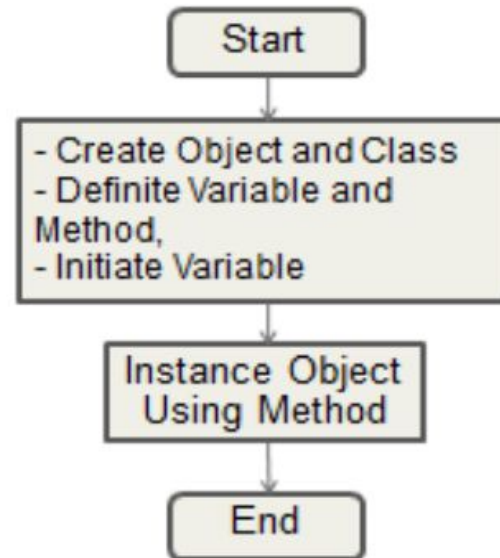 Start
- Create Object and Class
- Definite Variable and
Method,
- Initiate Variable
Instance Object
Using Method
End